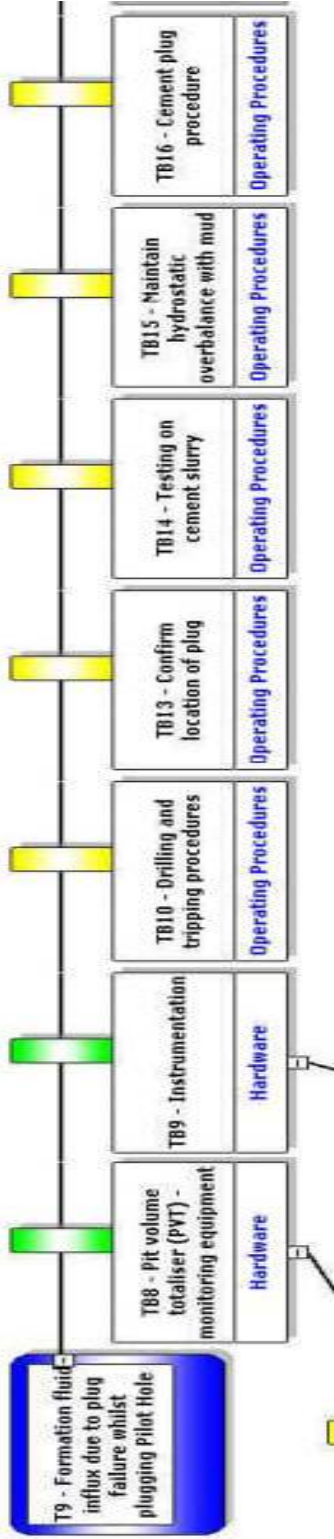 T9 - Formation fluid
influx due to plug
failure whilst
plugging Pilot Hole
TB8 - Pit volume
totaliser (PVT) -
monitoring equipment
Hardware
TB9 - Instrumentation
Hardware
TB10 - Drilling and
tripping procedures
Operating Procedures
TB13 - Confirm
location of plug
Operating Procedures
TB14 - Testing on
cement slurry
Operating Procedures
TB15 - Maintain
hydrostatic
overbalance with mud
Operating Procedures
TB16 - Cement plug
procedure
Operating Procedures